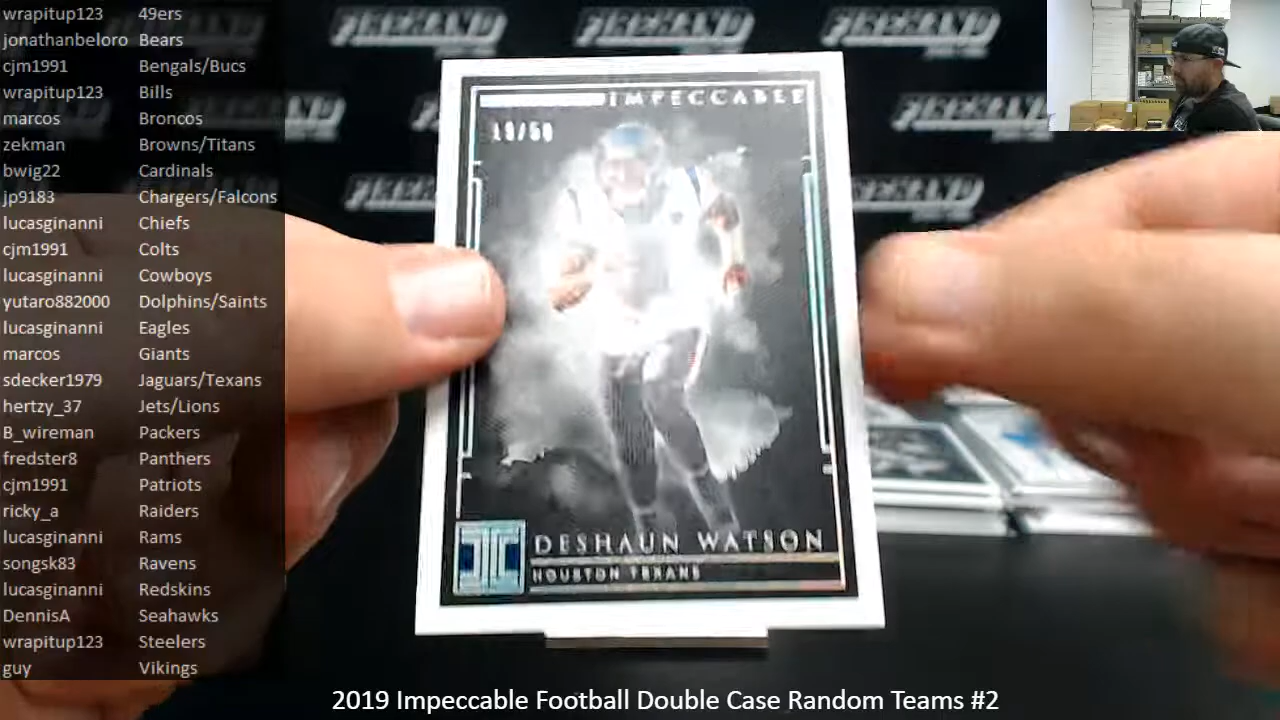 wrapitup123 49ers
jonathanbeloro Bears
cjm1991 Bengals/Bucs
wrapitup123 Bills
marcos Broncos
zekman Browns/Titans
bwig22 Cardinals
jp9183 Chargers/Falcons
lucasginanni Chiefs
cjm1991 Colts
lucasginanni Cowboys
yutaro882000 Dolphins/Saints
lucasginanni Eagles
marcos Giants
sdecker1979 Jaguars/Texans
hertzy_37 Jets/Lions
B_wireman Packers
fredster8 Panthers
cjm1991 Patriots
ricky_a Raiders
lucasginanni Rams
songsk83 Ravens
lucasginanni Redskins
DennisA Seahawks
wrapitup123 Steelers
guy Vikings
FIREHAND FIREHAND FIREHAND
IMPECCABLE
/50
DESHAUN WATSON
HOUSTON TEXANS
2019 Impeccable Football Double Case Random Teams #2